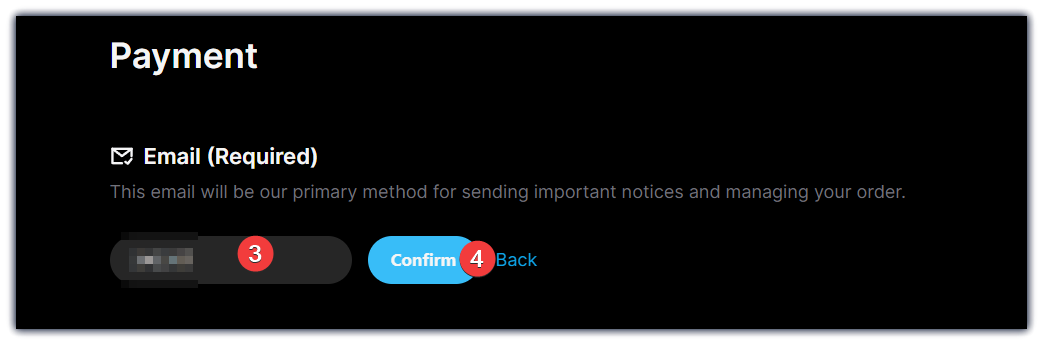 Payment
Email (Required)
This email will be our primary method for sending important notices and managing your order.
3 Confirm 4 Back